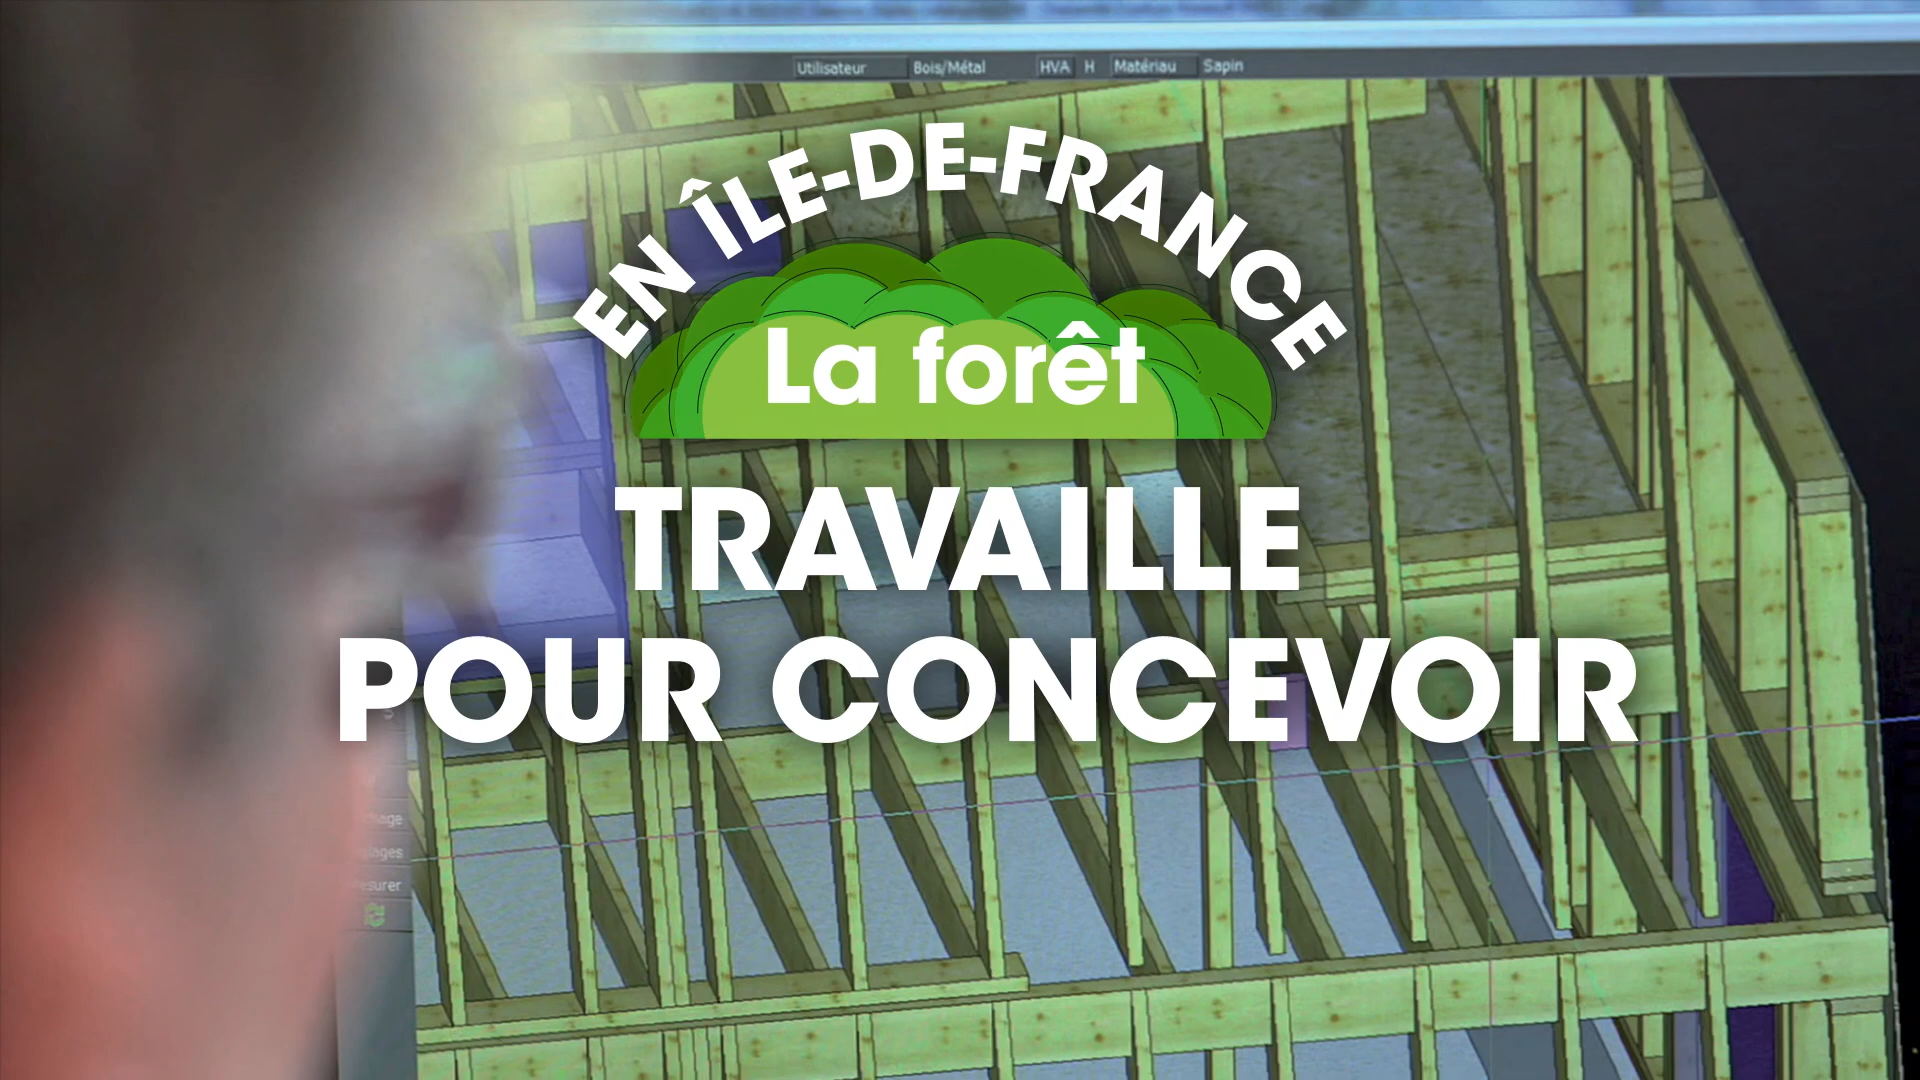 Utilisateur Bois/Métal HVA H Matériau Sapin
EN ÎLE-DE-FRANCE
La forêt
TRAVAILLE
POUR CONCEVOIR